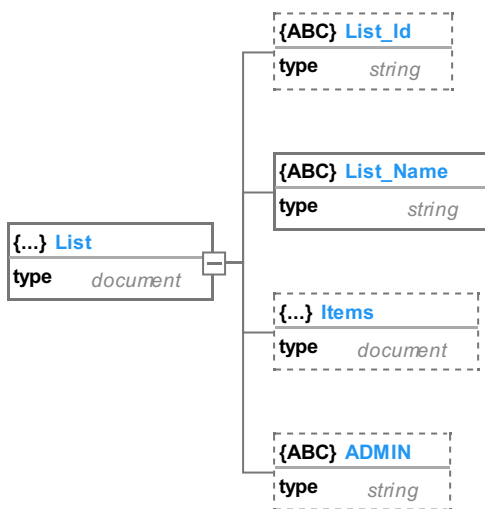 {ABC} List_Id
type string
{ABC} List_Name
type string
{...} List
type document
{...} Items
type document
{ABC} ADMIN
type string